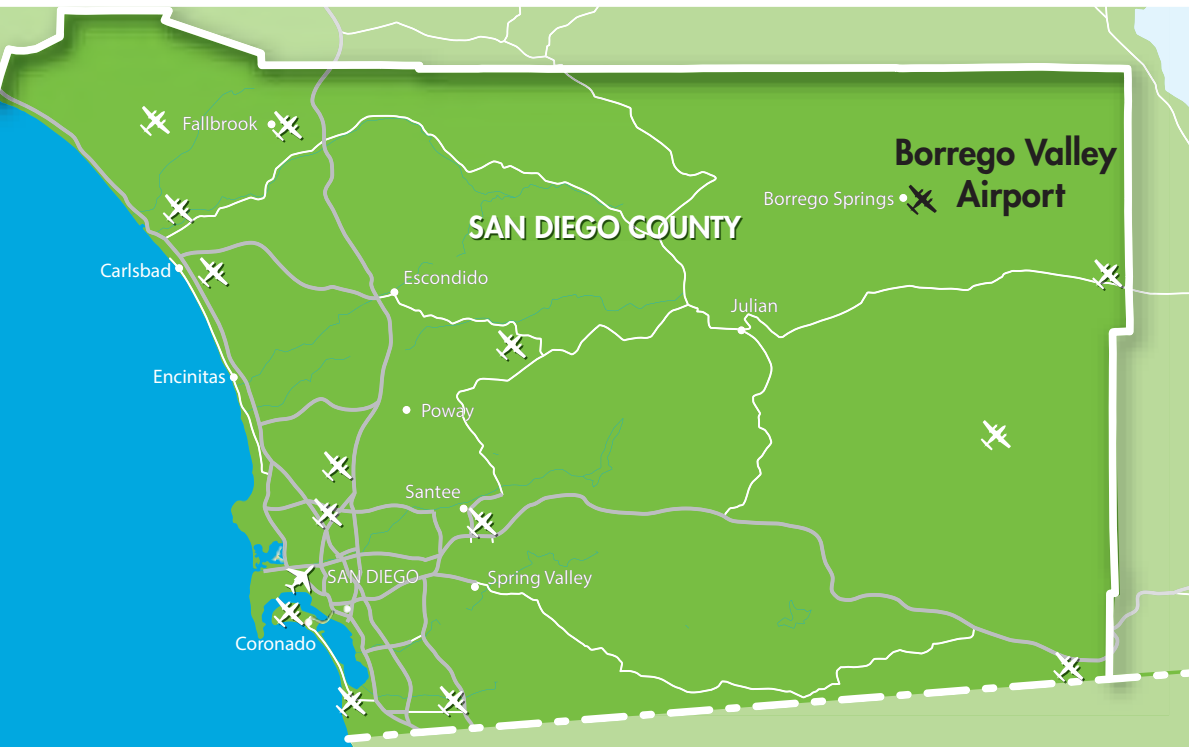 Fallbrook
Borrego Valley
Airport
Borrego Springs
SAN DIEGO COUNTY
Carlsbad
Escondido
Julian
Encinitas
Poway
Santee
SAN DIEGO
Spring Valley
Coronado